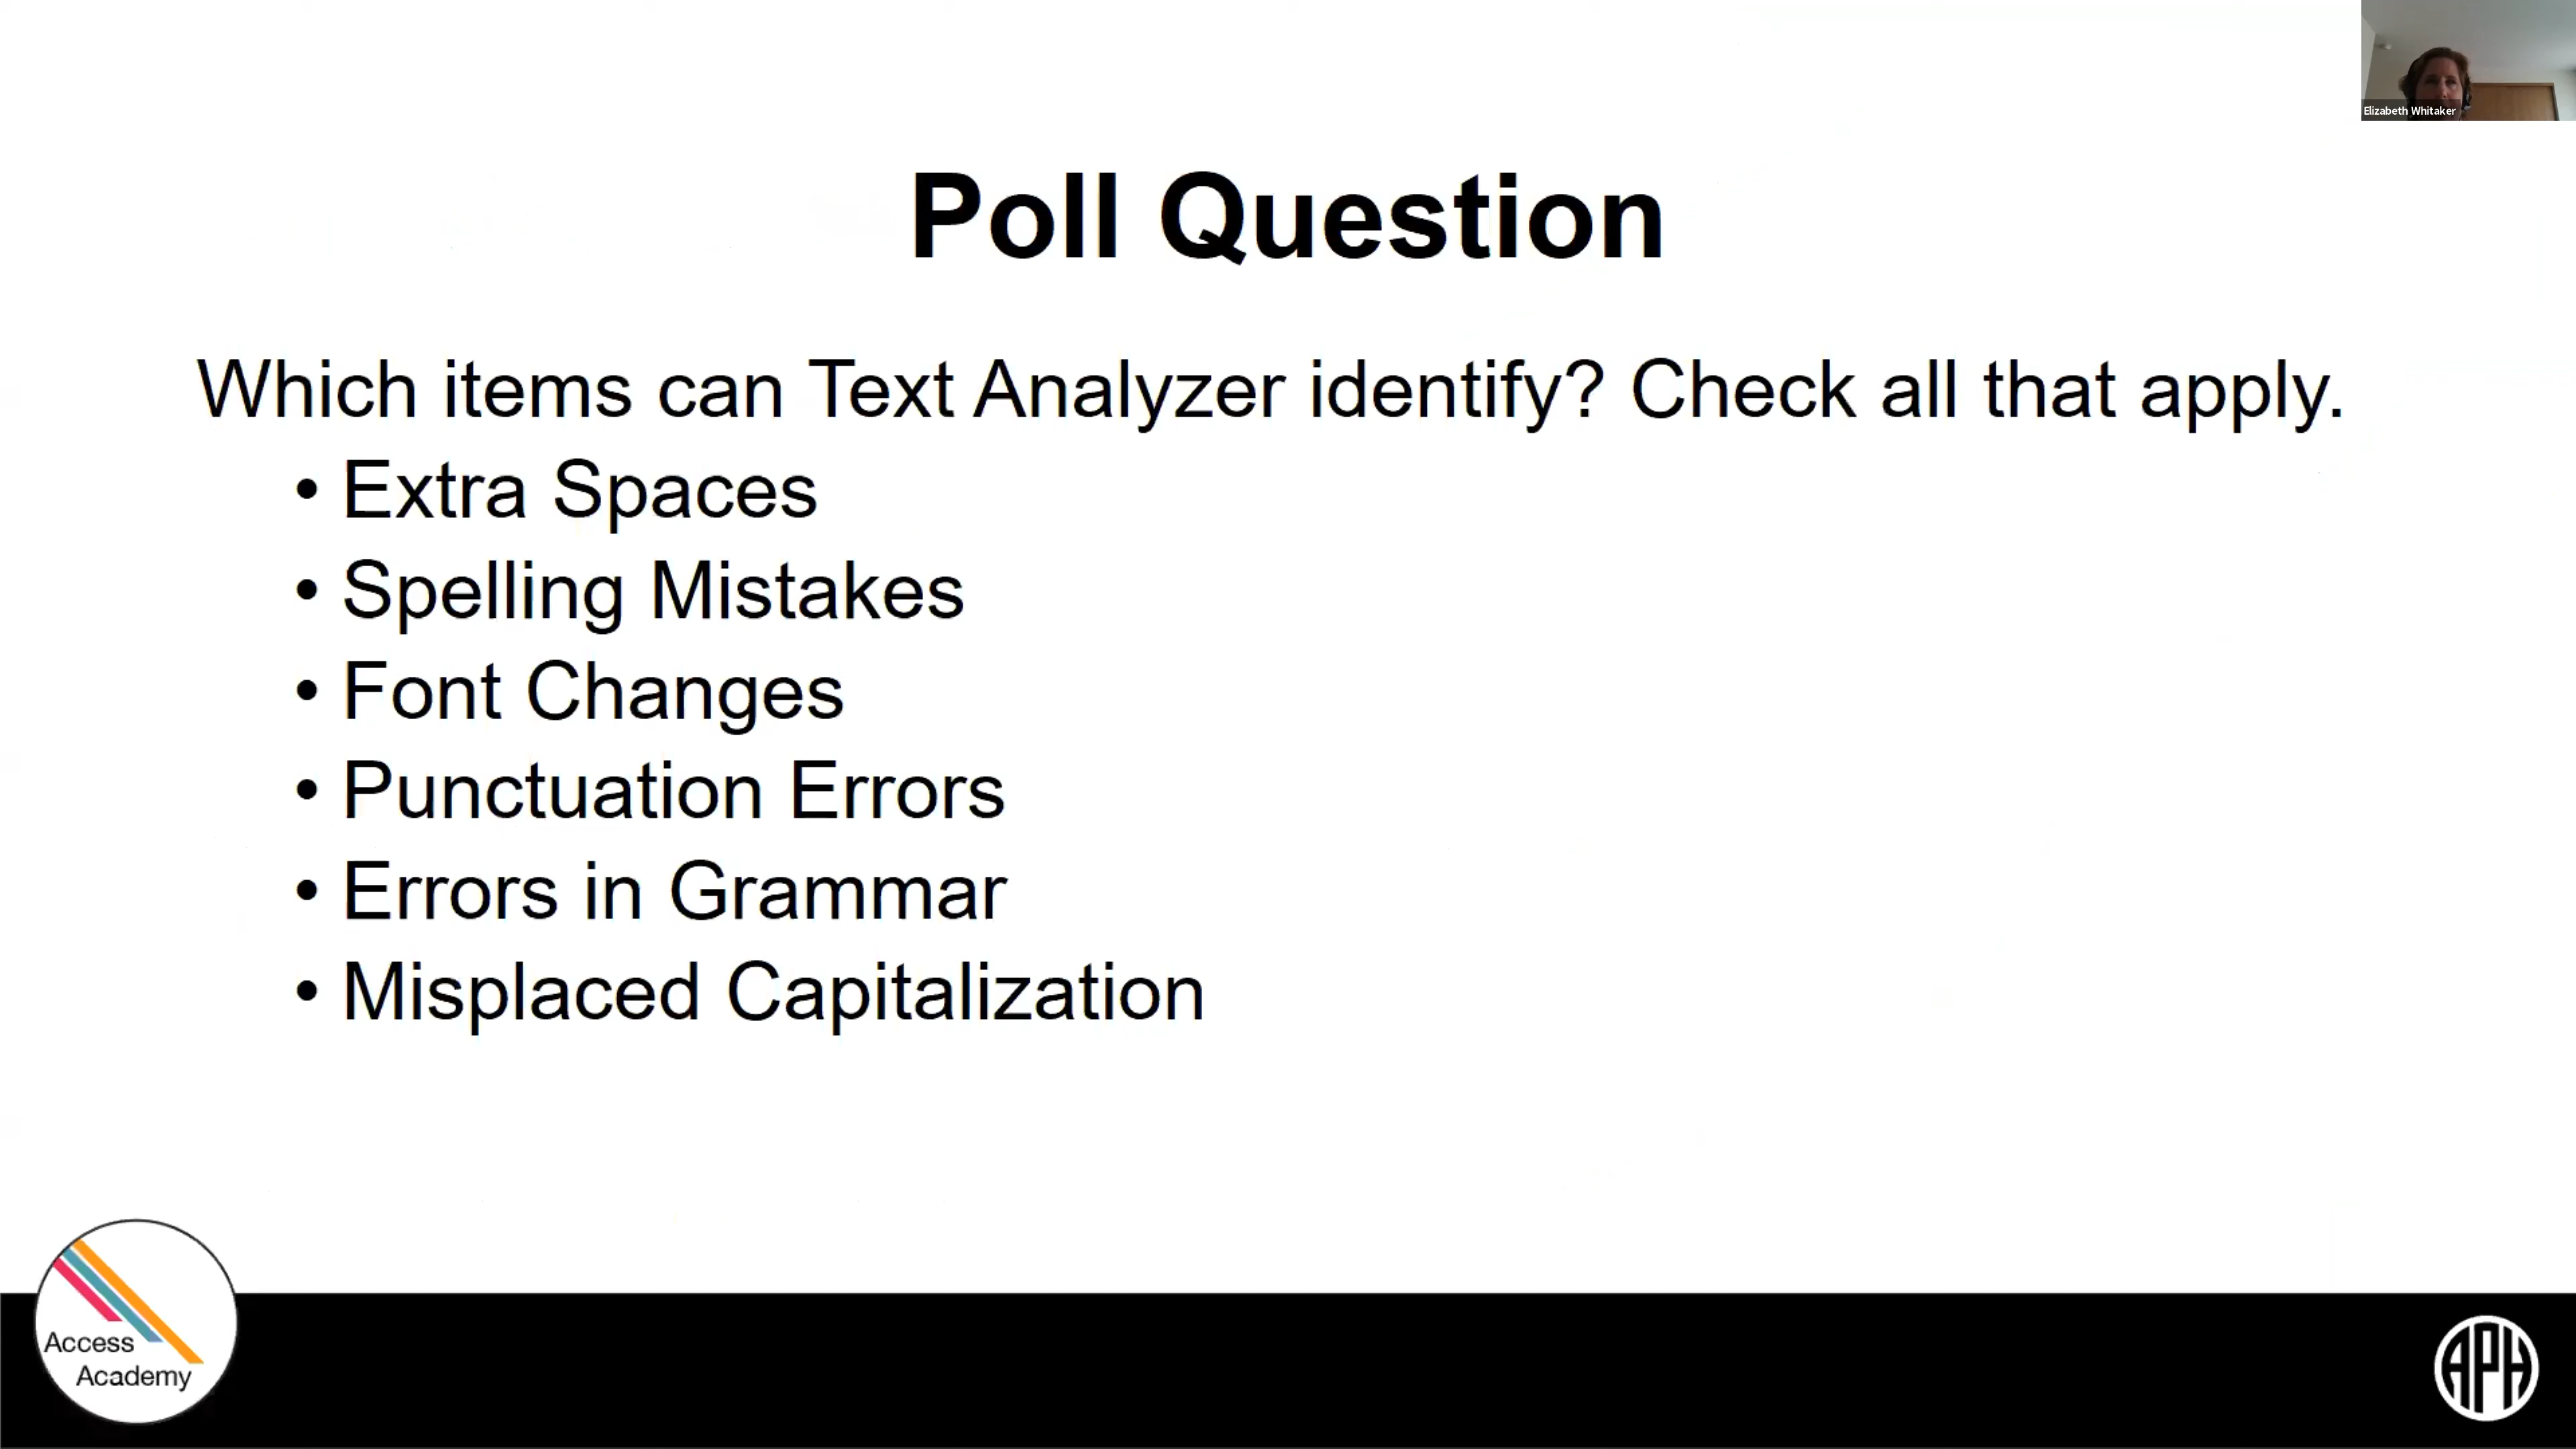 Elizabeth Whitaker
Poll Question
Which items can Text Analyzer identify? Check all that apply.
• Extra Spaces
• Spelling Mistakes
• Font Changes
• Punctuation Errors
• Errors in Grammar
• Misplaced Capitalization
Access
Academy
APH